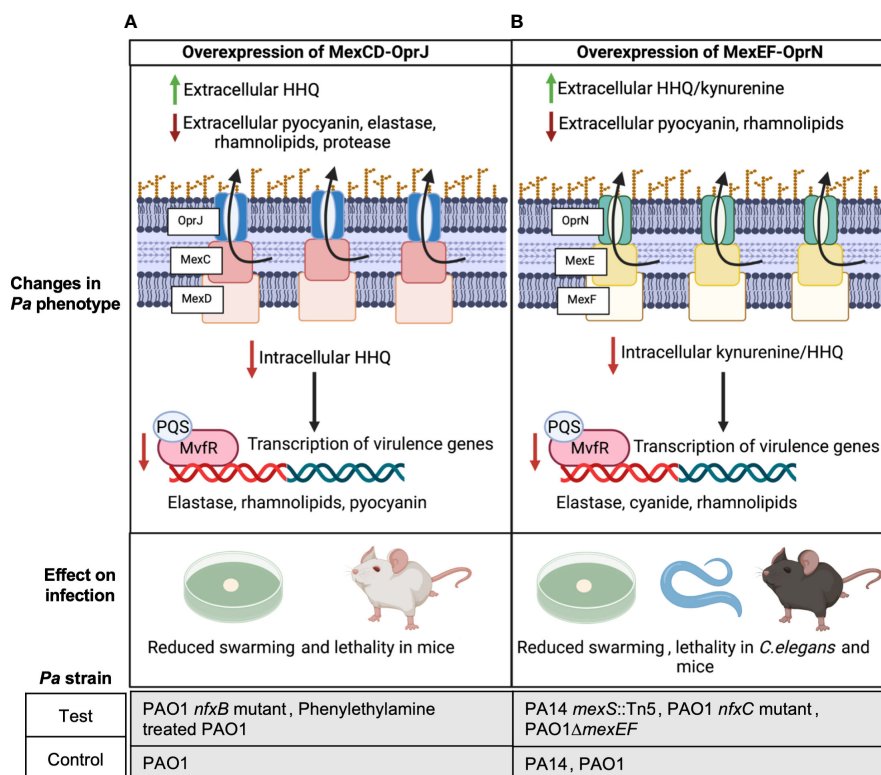 A
B
Overexpression of MexCD-OprJ
Overexpression of MexEF-OprN
Extracellular HHQ
Extracellular pyocyanin, elastase,
rhamnolipids, protease
Extracellular HHQ/kynurenine
Extracellular pyocyanin, rhamnolipids
Changes in
Pa phenotype
OprJ
MexC
MexD
OprN
MexE
MexF
Intracellular HHQ
Intracellular kynurenine/HHQ
PQS
MvfR
Transcription of virulence genes
Elastase, rhamnolipids, pyocyanin
PQS
MvfR
Transcription of virulence genes
Elastase, cyanide, rhamnolipids
Effect on
infection
Reduced swarming and lethality in mice
Reduced swarming , lethality in C.elegans and
mice
Pa strain
Test
PAO1 nfxB mutant , Phenylethylamine
treated PAO1
PA14 mexS::Tn5, PAO1 nfxC mutant ,
PAO1ΔmexEF
Control
PAO1
PA14, PAO1